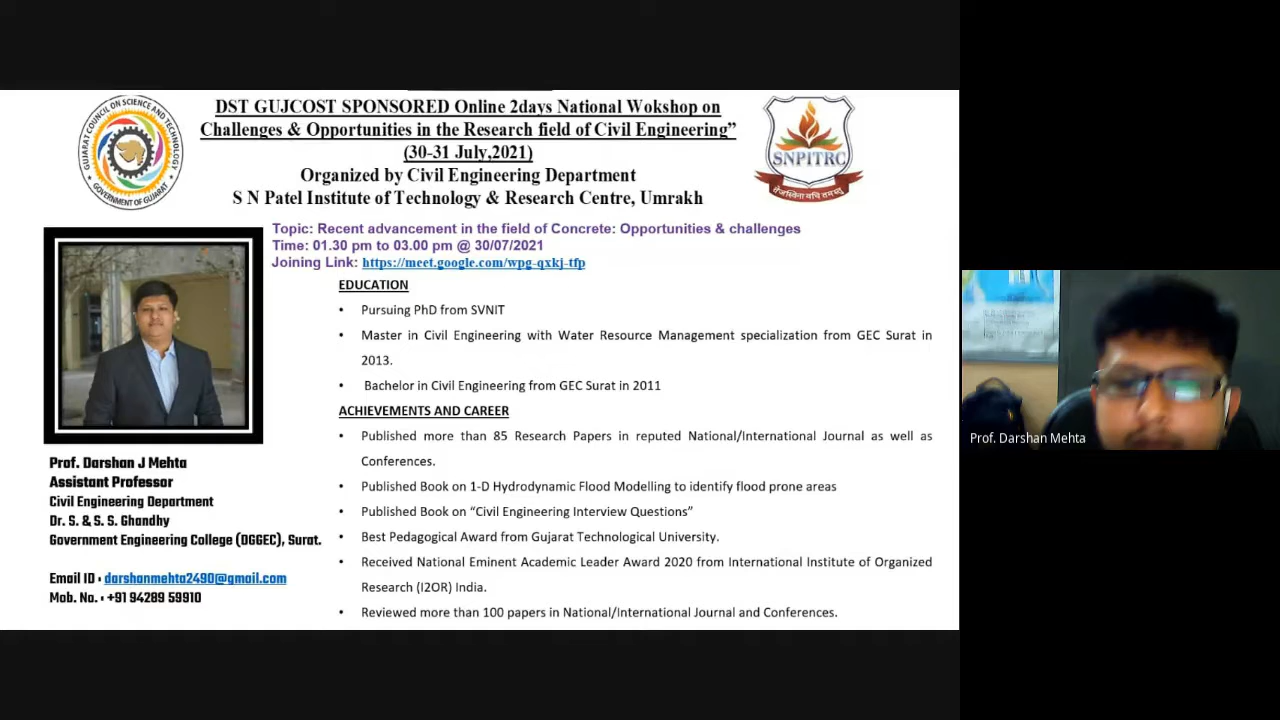 DST GUJCOST SPONSORED Online 2days National Wokshop on
Challenges & Opportunities in the Research field of Civil Engineering”
(30-31 July,2021)
Organized by Civil Engineering Department
S N Patel Institute of Technology & Research Centre, Umrakh
GUJARAT COUNCIL ON SCIENCE AND TECHNOLOGY
GOVERNMENT OF GUJARAT
SNPITRC
Topic: Recent advancement in the field of Concrete: Opportunities & challenges
Time: 01.30 pm to 03.00 pm @ 30/07/2021
Joining Link: https://meet.google.com/wpg-qxkj-tfp
EDUCATION
• Pursuing PhD from SVNIT
• Master in Civil Engineering with Water Resource Management specialization from GEC Surat in
2013.
• Bachelor in Civil Engineering from GEC Surat in 2011
ACHIEVEMENTS AND CAREER
• Published more than 85 Research Papers in reputed National/International Journal as well as
Conferences.
• Published Book on 1-D Hydrodynamic Flood Modelling to identify flood prone areas
• Published Book on “Civil Engineering Interview Questions”
• Best Pedagogical Award from Gujarat Technological University.
• Received National Eminent Academic Leader Award 2020 from International Institute of Organized
Research (I2OR) India.
• Reviewed more than 100 papers in National/International Journal and Conferences.
Prof. Darshan J Mehta
Assistant Professor
Civil Engineering Department
Dr. S. & S. S. Ghandhy
Government Engineering College (DGGEC), Surat.
Email ID : darshanmehta2490@gmail.com
Mob. No. : +91 94289 59910
Prof. Darshan Mehta